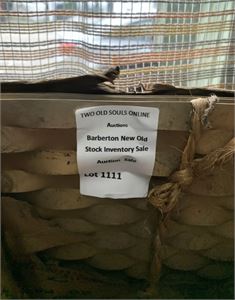 TWO OLD SOULS ONLINE
Auctions
Barberton New Old
Stock Inventory Sale
Auction Sale
Lot 1111